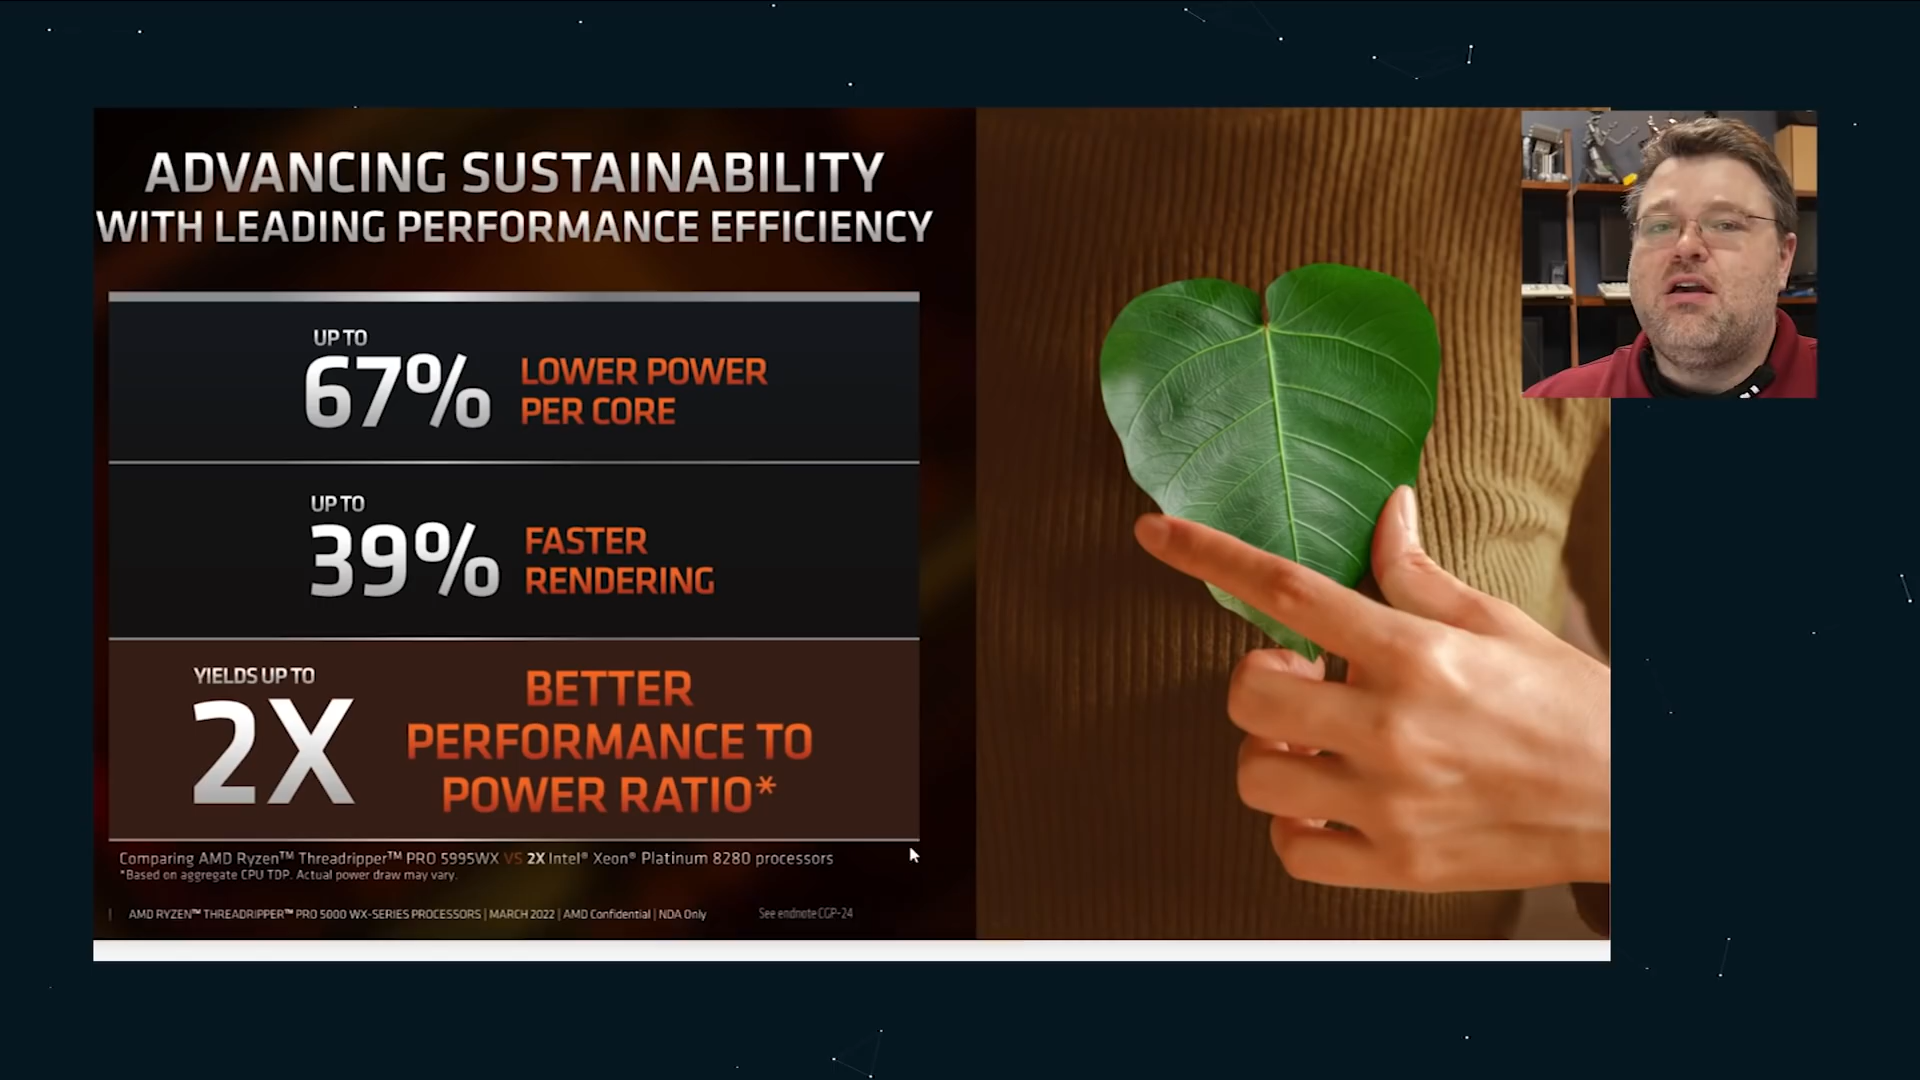 ADVANCING SUSTAINABILITY
WITH LEADING PERFORMANCE EFFICIENCY
UP TO
67%
LOWER POWER
PER CORE
UP TO
39%
FASTER
RENDERING
YIELDS UP TO
2X
BETTER
PERFORMANCE TO
POWER RATIO*
Comparing AMD Ryzen™ Threadripper™ PRO 5995WX VS 2X Intel® Xeon® Platinum 8280 processors
*Based on aggregate CPU TDP. Actual power draw may vary.
| AMD RYZEN™ THREADRIPPER™ PRO 5000 WX-SERIES PROCESSORS | MARCH 2022 | AMD Confidential | NDA Only See endnote CGP-24